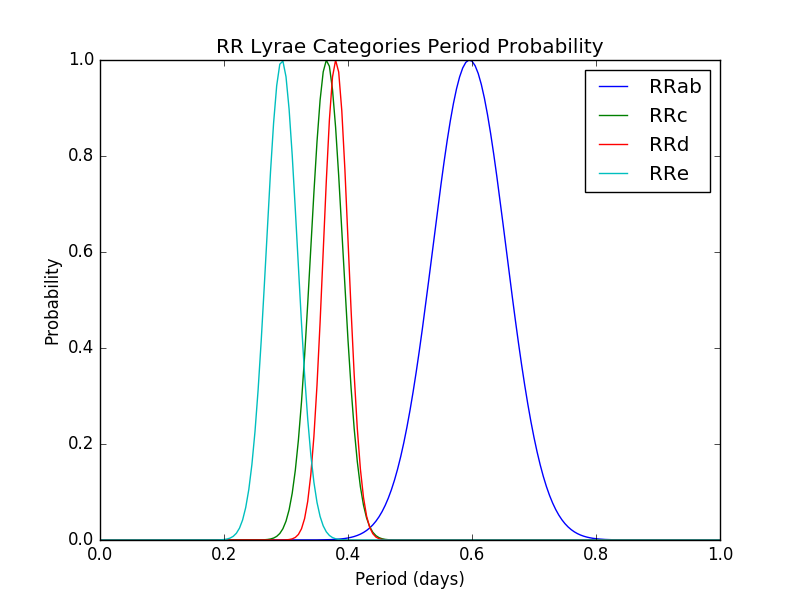 RR Lyrae Categories Period Probability
1.0
0.8
0.6
0.4
0.2
0.0
Probability
RRab
RRc
RRd
RRe
0.0 0.2 0.4 0.6 0.8 1.0
Period (days)